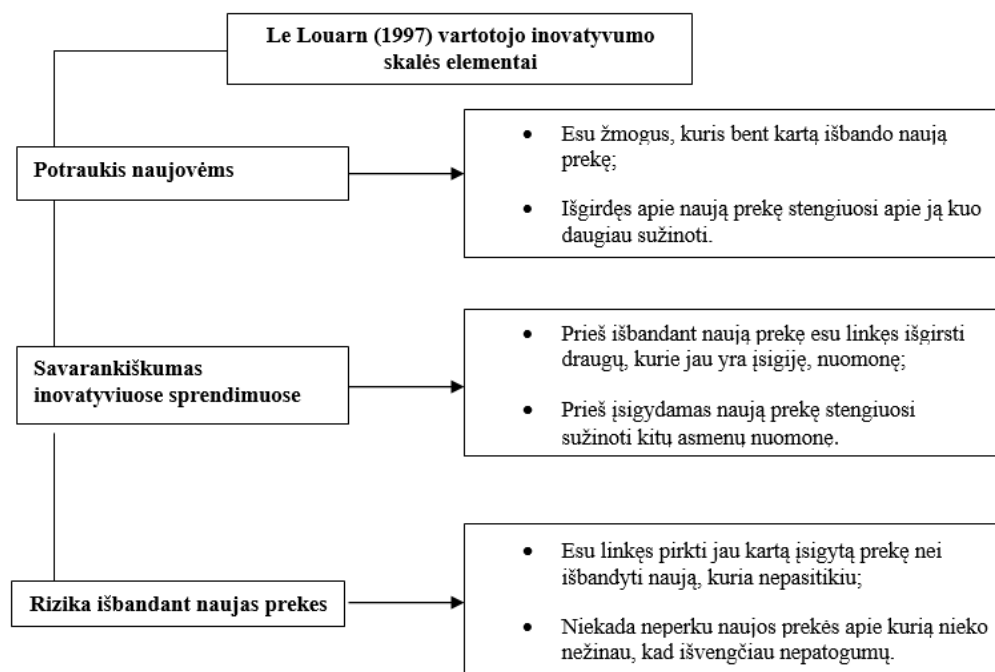 Le Louarn (1997) vartotojo inovatyvumo
skalės elementai
Potraukis naujovėms
• Esu žmogus, kuris bent kartą išbando naują
prekę;
• Išgirdęs apie naują prekę stengiuosi apie ją kuo
daugiau sužinoti.
Savarankiškumas
inovatyviuose sprendimuose
• Prieš išbandant naują prekę esu linkęs išgirsti
draugų, kurie jau yra įsigiję, nuomonę;
• Prieš įsigydamas naują prekę stengiuosi
sužinoti kitų asmenų nuomonę.
Rizika išbandant naujas prekes
• Esu linkęs pirkti jau kartą įsigytą prekę nei
išbandyti naują, kuria nepasitikiu;
• Niekada neperku naujos prekės apie kurią nieko
nežinau, kad išvengčiau nepatogumų.